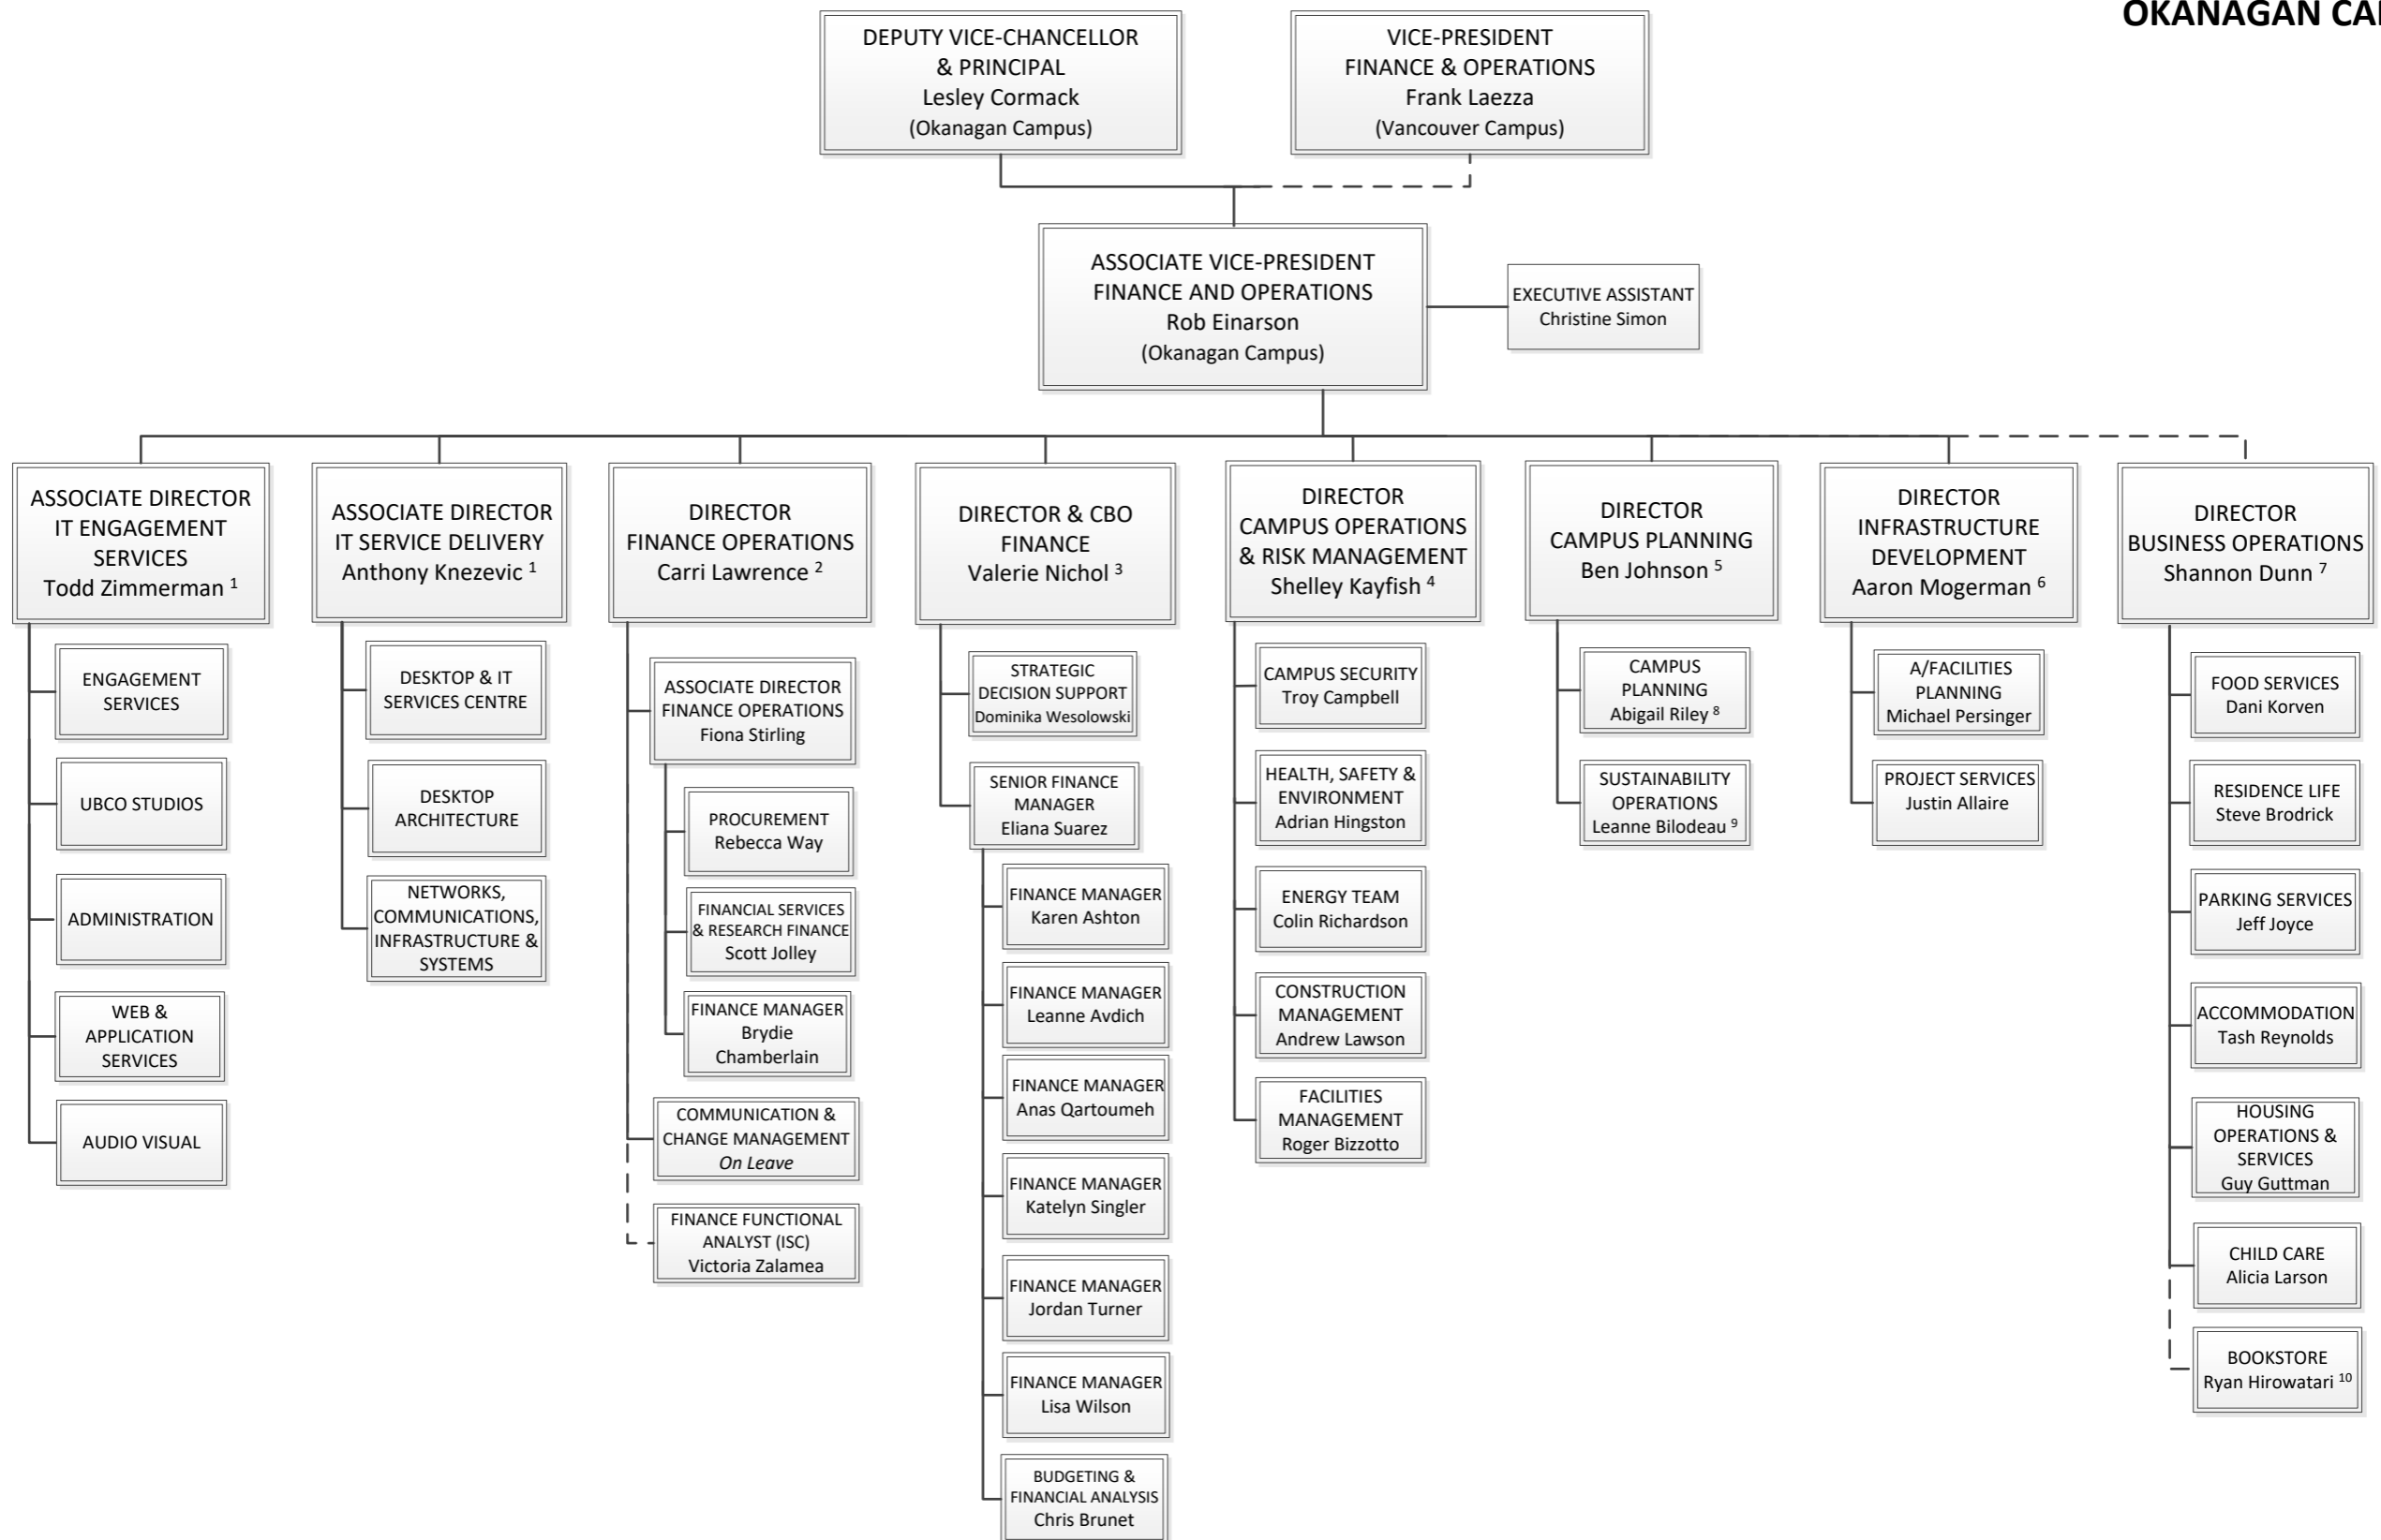 OKANAGAN CA
DEPUTY VICE-CHANCELLOR
& PRINCIPAL
Lesley Cormack
(Okanagan Campus)
VICE-PRESIDENT
FINANCE & OPERATIONS
Frank Laezza
(Vancouver Campus)
ASSOCIATE VICE-PRESIDENT
FINANCE AND OPERATIONS
Rob Einarson
(Okanagan Campus)
EXECUTIVE ASSISTANT
Christine Simon
ASSOCIATE DIRECTOR
IT ENGAGEMENT
SERVICES
Todd Zimmerman 1
ENGAGEMENT
SERVICES
UBCO STUDIOS
ADMINISTRATION
WEB &
APPLICATION
SERVICES
AUDIO VISUAL
ASSOCIATE DIRECTOR
IT SERVICE DELIVERY
Anthony Knezevic 1
DESKTOP & IT
SERVICES CENTRE
DESKTOP
ARCHITECTURE
NETWORKS,
COMMUNICATIONS,
INFRASTRUCTURE &
SYSTEMS
DIRECTOR
FINANCE OPERATIONS
Carri Lawrence 2
ASSOCIATE DIRECTOR
FINANCE OPERATIONS
Fiona Stirling
PROCUREMENT
Rebecca Way
FINANCIAL SERVICES
& RESEARCH FINANCE
Scott Jolley
FINANCE MANAGER
Brydie
Chamberlain
COMMUNICATION &
CHANGE MANAGEMENT
On Leave
FINANCE FUNCTIONAL
ANALYST (ISC)
Victoria Zalamea
DIRECTOR & CBO
FINANCE
Valerie Nichol 3
STRATEGIC
DECISION SUPPORT
Dominika Wesolowski
SENIOR FINANCE
MANAGER
Eliana Suarez
FINANCE MANAGER
Karen Ashton
FINANCE MANAGER
Leanne Avdich
FINANCE MANAGER
Anas Qartoumeh
FINANCE MANAGER
Katelyn Singler
FINANCE MANAGER
Jordan Turner
FINANCE MANAGER
Lisa Wilson
BUDGETING &
FINANCIAL ANALYSIS
Chris Brunet
DIRECTOR
CAMPUS OPERATIONS
& RISK MANAGEMENT
Shelley Kayfish 4
CAMPUS SECURITY
Troy Campbell
HEALTH, SAFETY &
ENVIRONMENT
Adrian Hingston
ENERGY TEAM
Colin Richardson
CONSTRUCTION
MANAGEMENT
Andrew Lawson
FACILITIES
MANAGEMENT
Roger Bizzotto
DIRECTOR
CAMPUS PLANNING
Ben Johnson 5
CAMPUS
PLANNING
Abigail Riley 8
SUSTAINABILITY
OPERATIONS
Leanne Bilodeau 9
DIRECTOR
INFRASTRUCTURE
DEVELOPMENT
Aaron Mogerman 6
A/FACILITIES
PLANNING
Michael Persinger
PROJECT SERVICES
Justin Allaire
DIRECTOR
BUSINESS OPERATIONS
Shannon Dunn 7
FOOD SERVICES
Dani Korven
RESIDENCE LIFE
Steve Brodrick
PARKING SERVICES
Jeff Joyce
ACCOMMODATION
Tash Reynolds
HOUSING
OPERATIONS &
SERVICES
Guy Guttman
CHILD CARE
Alicia Larson
BOOKSTORE
Ryan Hirowatari 10